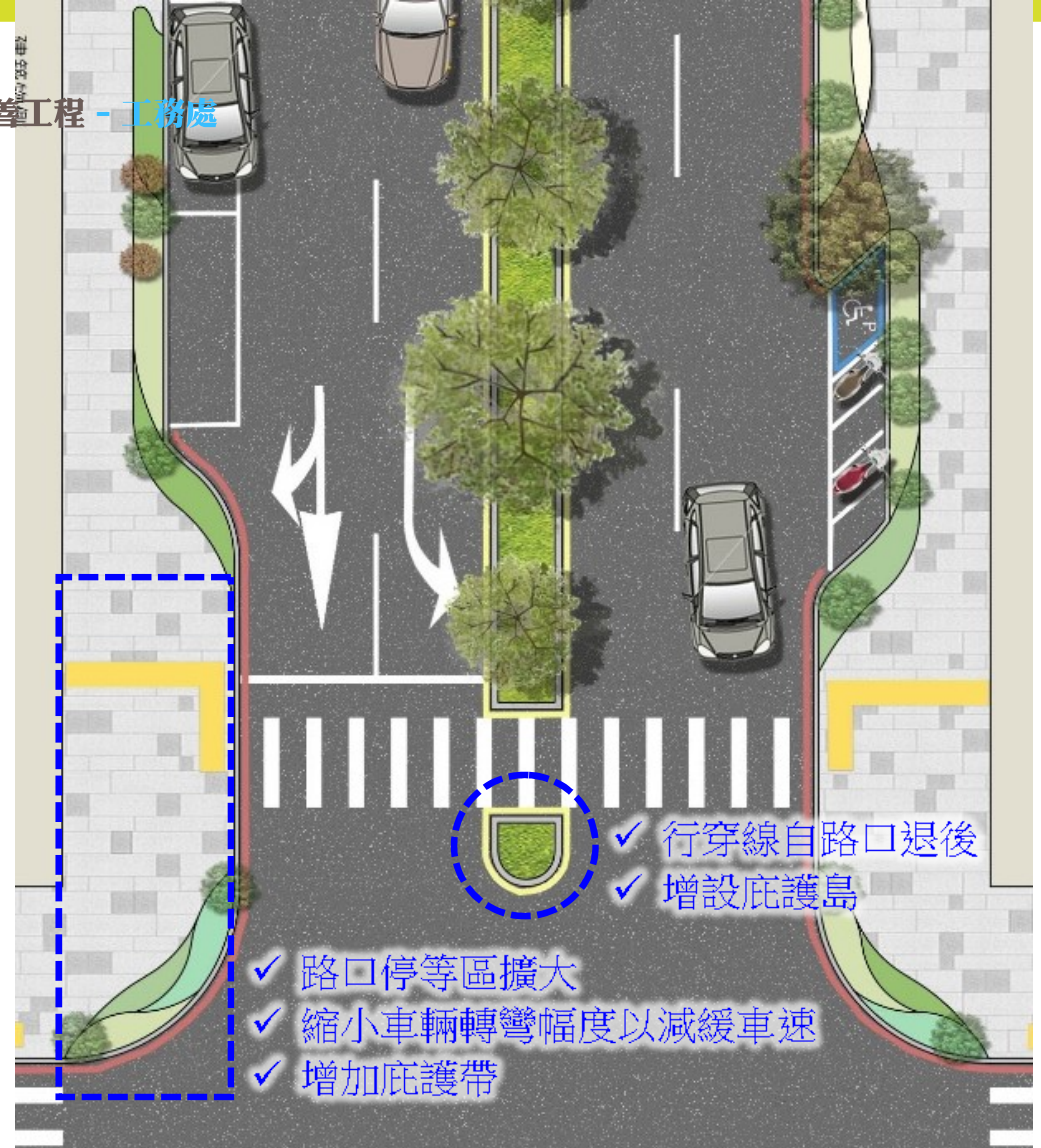 善工程 - 工務處
P
✓ 行穿線自路口退後
✓ 增設庇護島
✓ 路口停等區擴大
✓ 縮小車輛轉彎幅度以減緩車速
✓ 增加庇護帶